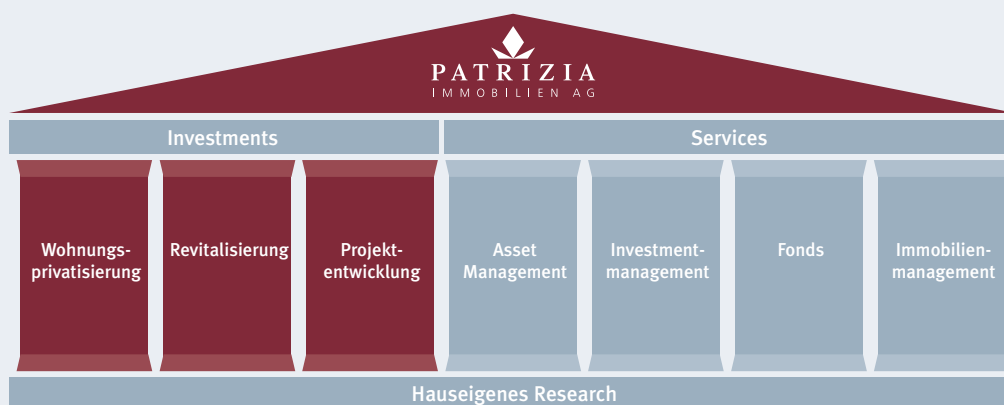 PATRIZIA
IMMOBILIEN AG
Investments
Services
Wohnungs-
privatisierung
Revitalisierung
Projekt-
entwicklung
Asset
Management
Investment-
management
Fonds
Immobilien-
management
Hauseigenes Research